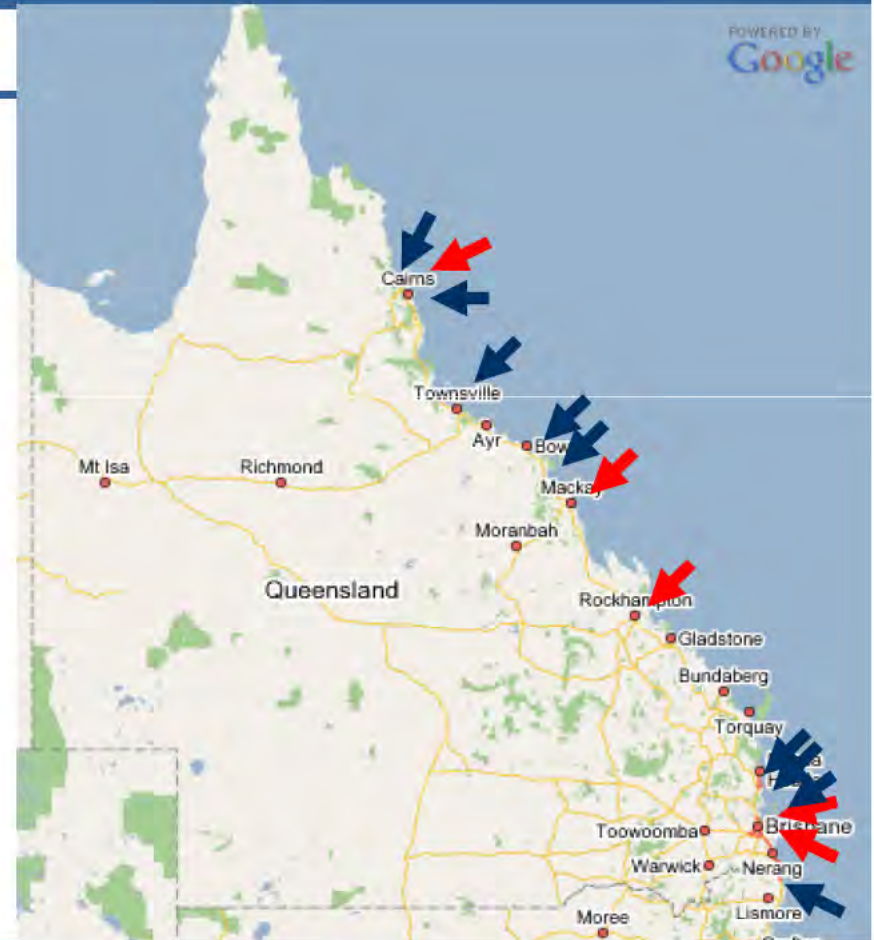 POWERED BY
Google
Cairns
Townsville
Ayr
Bow
Mt Isa
Richmond
Mackay
Moranbah
Queensland
Rockhampton
Gladstone
Bundaberg
Torquay
Brisbane
Toowoomba
Warwick
Nerang
Lismore
Moree